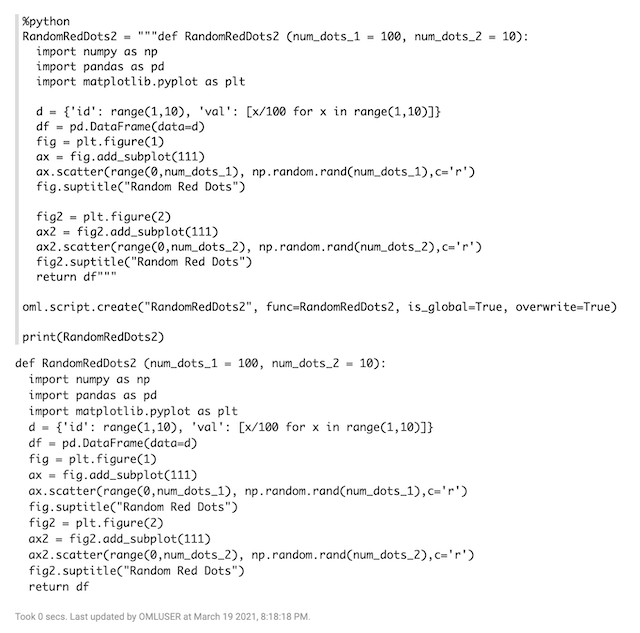 %python
RandomRedDots2 = """def RandomRedDots2 (num_dots_1 = 100, num_dots_2 = 10):
  import numpy as np
  import pandas as pd
  import matplotlib.pyplot as plt

  d = {'id': range(1,10), 'val': [x/100 for x in range(1,10)]}
  df = pd.DataFrame(data=d)
  fig = plt.figure(1)
  ax = fig.add_subplot(111)
  ax.scatter(range(0,num_dots_1), np.random.rand(num_dots_1),c='r')
  fig.suptitle("Random Red Dots")

  fig2 = plt.figure(2)
  ax2 = fig2.add_subplot(111)
  ax2.scatter(range(0,num_dots_2), np.random.rand(num_dots_2),c='r')
  fig2.suptitle("Random Red Dots")
  return df"""

oml.script.create("RandomRedDots2", func=RandomRedDots2, is_global=True, overwrite=True)

print(RandomRedDots2)
def RandomRedDots2 (num_dots_1 = 100, num_dots_2 = 10):
  import numpy as np
  import pandas as pd
  import matplotlib.pyplot as plt
  d = {'id': range(1,10), 'val': [x/100 for x in range(1,10)]}
  df = pd.DataFrame(data=d)
  fig = plt.figure(1)
  ax = fig.add_subplot(111)
  ax.scatter(range(0,num_dots_1), np.random.rand(num_dots_1),c='r')
  fig.suptitle("Random Red Dots")
  fig2 = plt.figure(2)
  ax2 = fig2.add_subplot(111)
  ax2.scatter(range(0,num_dots_2), np.random.rand(num_dots_2),c='r')
  fig2.suptitle("Random Red Dots")
  return df
Took 0 secs. Last updated by OMLUSER at March 19 2021, 8:18:18 PM.